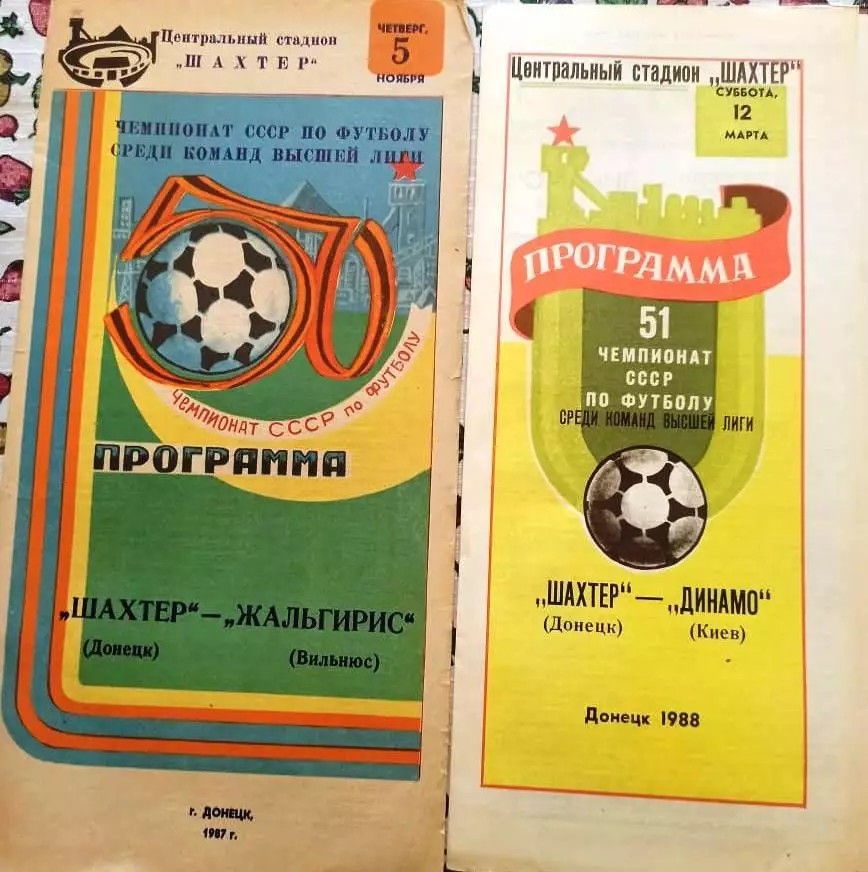 Центральный стадион
„ШАХТЕР"
ЧЕТВЕРГ,
5
НОЯБРЯ
ЧЕМПИОНАТ СССР ПО ФУТБОЛУ
СРЕДИ КОМАНД ВЫСШЕЙ ЛИГИ
50
ЧЕМПИОНАТ СССР ПО ФУТБОЛУ
ПРОГРАММА
„ШАХТЕР"—„ЖАЛЬГИРИС"
(Донецк)
(Вильнюс)
г. ДОНЕЦК,
1987 г.
Центральный стадион „ШАХТЕР"
СУББОТА,
12
МАРТА
ПРОГРАММА
51
ЧЕМПИОНАТ
СССР
ПО ФУТБОЛУ
СРЕДИ КОМАНД ВЫСШЕЙ ЛИГИ
„ШАХТЕР"—„ДИНАМО"
(Донецк)
(Киев)
Донецк 1988